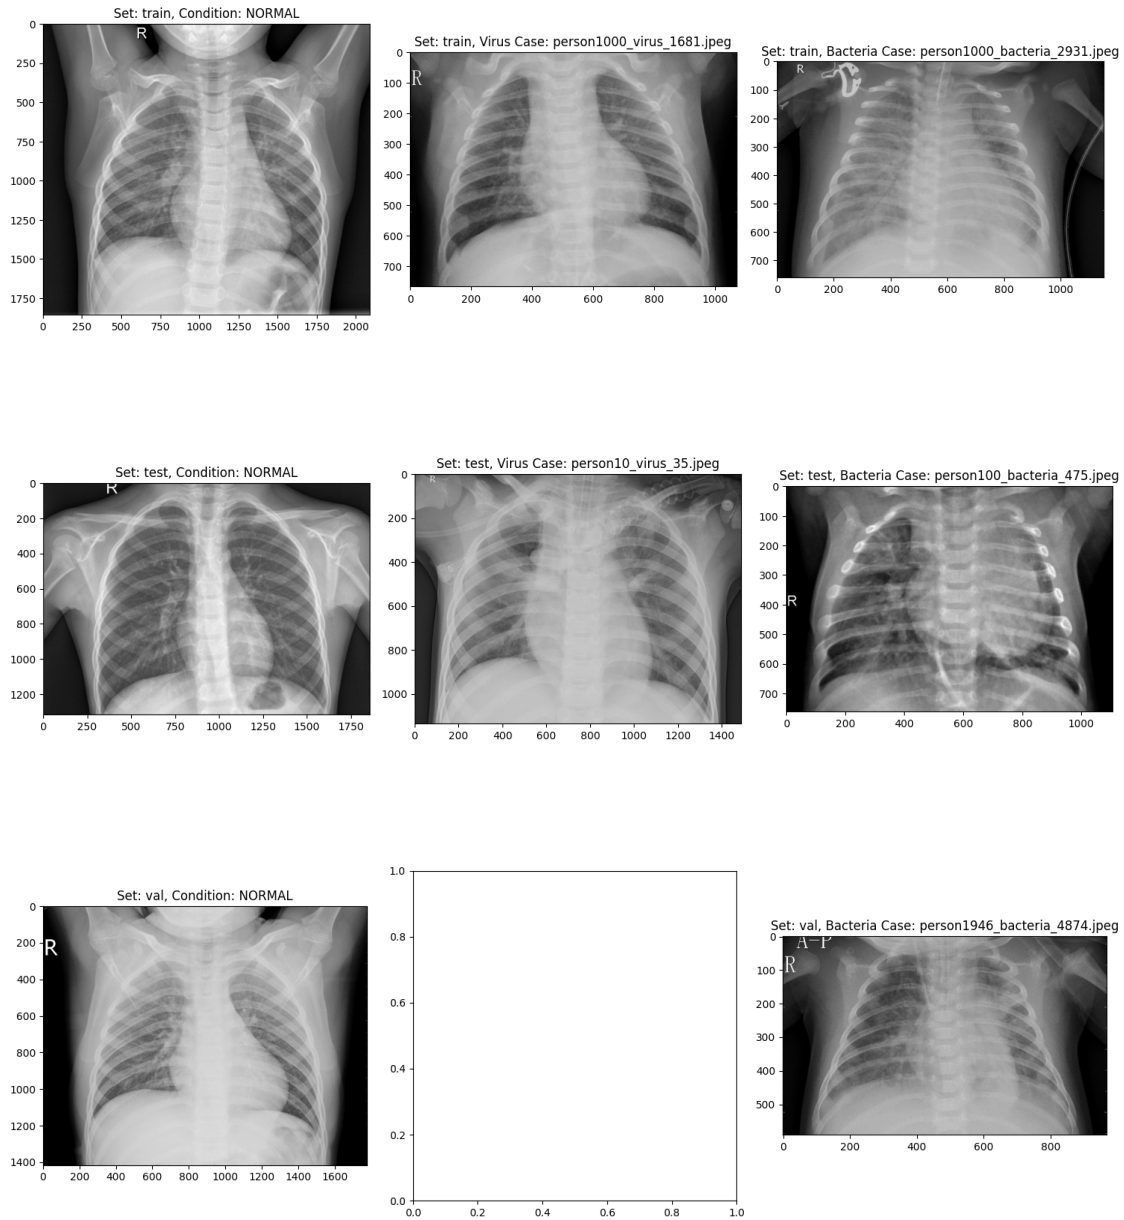 Set: train, Condition: NORMAL
R
0
250
500
750
1000
1250
1500
1750
0 250 500 750 1000 1250 1500 1750 2000
Set: train, Virus Case: person1000_virus_1681.jpeg
R
0
100
200
300
400
500
600
700
0 200 400 600 800 1000
Set: train, Bacteria Case: person1000_bacteria_2931.jpeg
R
0
100
200
300
400
500
600
700
0 200 400 600 800 1000
Set: test, Condition: NORMAL
R
0
200
400
600
800
1000
1200
0 250 500 750 1000 1250 1500 1750
Set: test, Virus Case: person10_virus_35.jpeg
R
0
200
400
600
800
1000
0 200 400 600 800 1000 1200 1400
Set: test, Bacteria Case: person100_bacteria_475.jpeg
R
0
100
200
300
400
500
600
700
0 200 400 600 800 1000
Set: val, Condition: NORMAL
R
0
200
400
600
800
1000
1200
1400
0 200 400 600 800 1000 1200 1400 1600
1.0
0.8
0.6
0.4
0.2
0.0
0.0 0.2 0.4 0.6 0.8 1.0
Set: val, Bacteria Case: person1946_bacteria_4874.jpeg
A-P
R
0
100
200
300
400
500
0 200 400 600 800